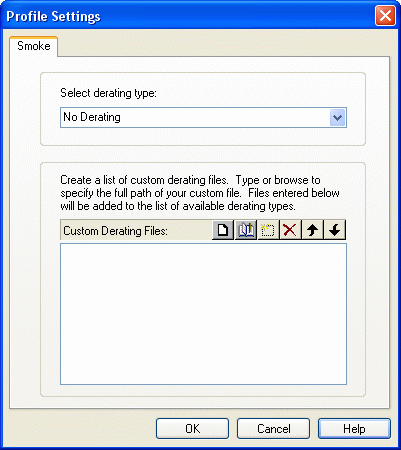 Profile Settings
Smoke
Select derating type:
No Derating
Create a list of custom derating files.  Type or browse to
specify the full path of your custom file.  Files entered below
will be added to the list of available derating types.
Custom Derating Files:
OK
Cancel
Help